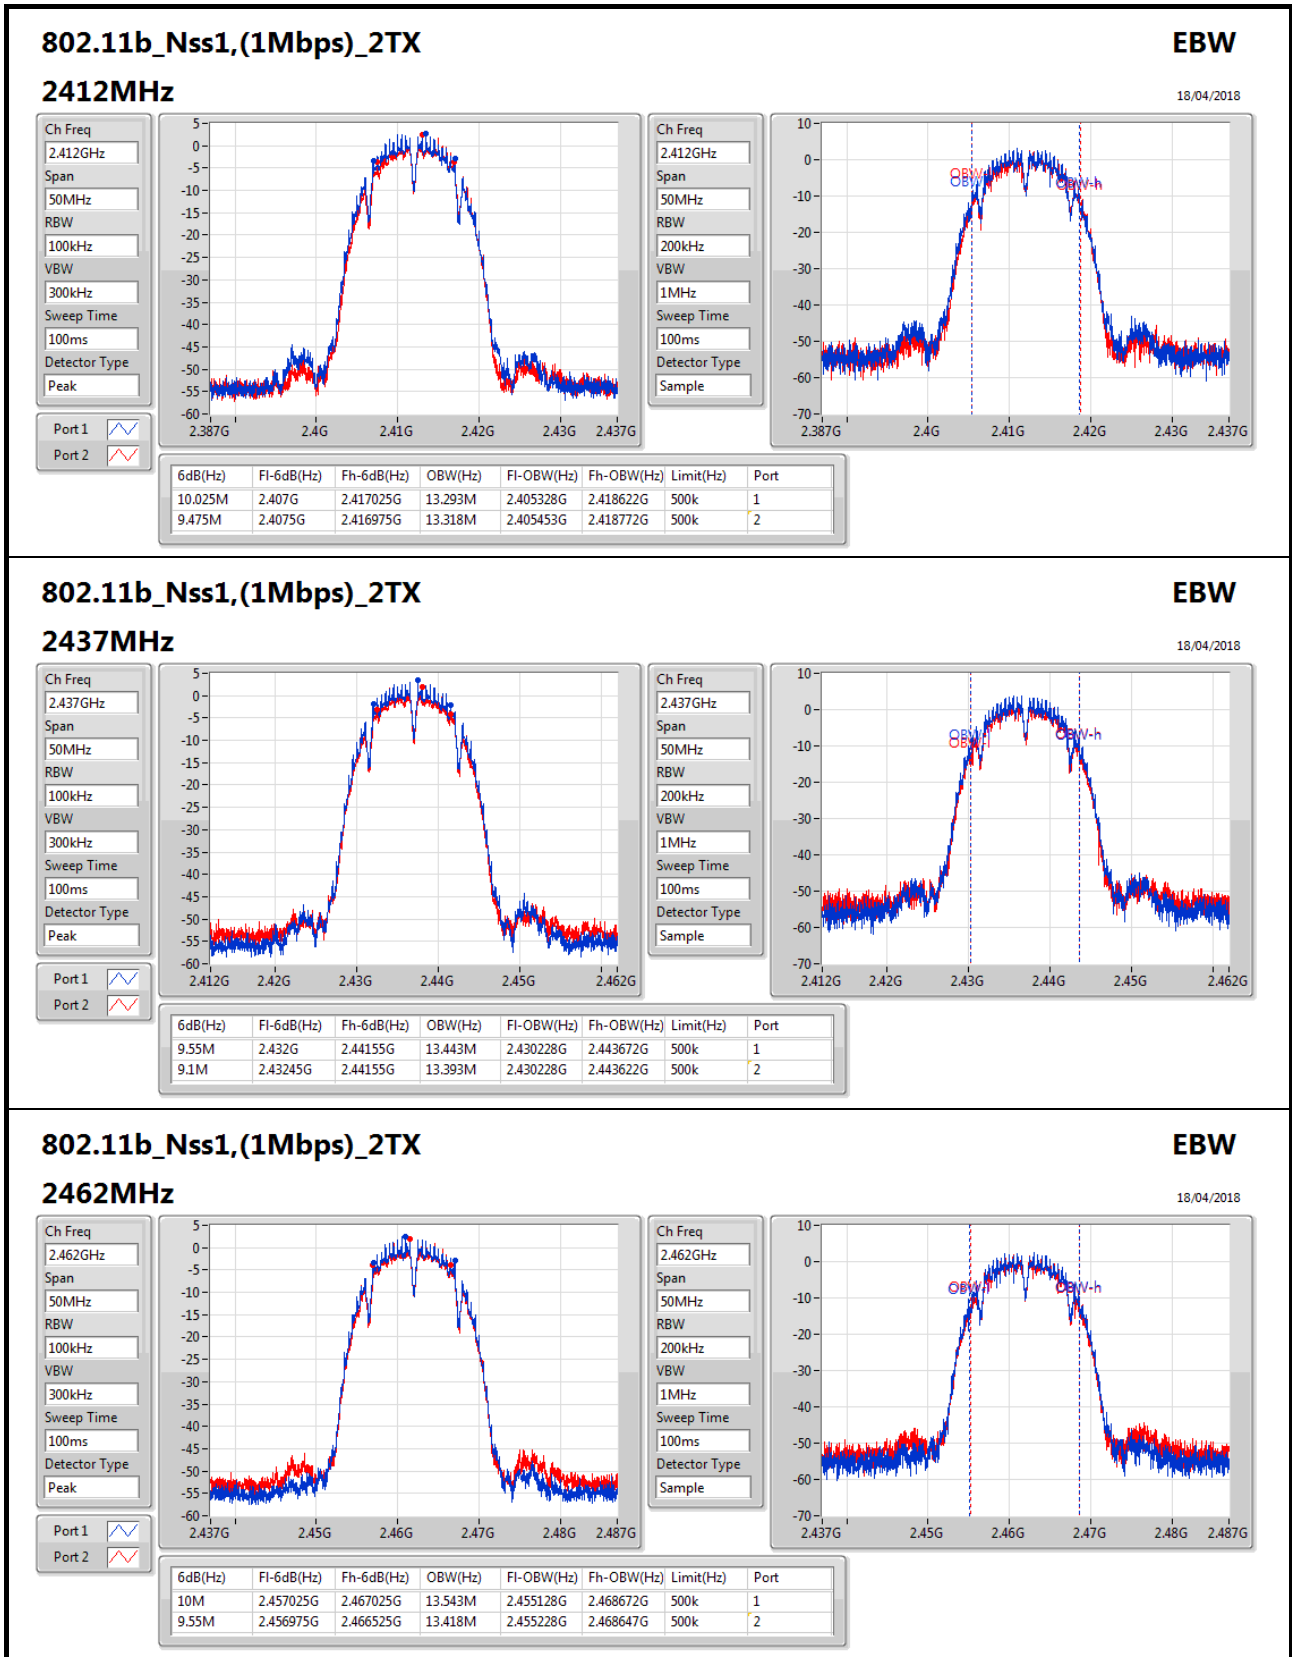 802.11b_Nss1,(1Mbps)_2TX EBW
2412MHz 18/04/2018
Ch Freq
2.412GHz
Span
50MHz
RBW
100kHz
VBW
300kHz
Sweep Time
100ms
Detector Type
Peak
Port 1
Port 2
5
0
-5
-10
-15
-20
-25
-30
-35
-40
-45
-50
-55
-60
2.387G 2.4G 2.41G 2.42G 2.43G 2.437G
Ch Freq
2.412GHz
Span
50MHz
RBW
200kHz
VBW
1MHz
Sweep Time
100ms
Detector Type
Sample
10
0
-10
-20
-30
-40
-50
-60
-70
OBW
OBW
OBW-h
2.387G 2.4G 2.41G 2.42G 2.43G 2.437G
6dB(Hz) Fl-6dB(Hz) Fh-6dB(Hz) OBW(Hz) Fl-OBW(Hz) Fh-OBW(Hz) Limit(Hz) Port
10.025M 2.407G 2.417025G 13.293M 2.405328G 2.418622G 500k 1
9.475M 2.4075G 2.416975G 13.318M 2.405453G 2.418772G 500k 2
802.11b_Nss1,(1Mbps)_2TX EBW
2437MHz 18/04/2018
Ch Freq
2.437GHz
Span
50MHz
RBW
100kHz
VBW
300kHz
Sweep Time
100ms
Detector Type
Peak
Port 1
Port 2
5
0
-5
-10
-15
-20
-25
-30
-35
-40
-45
-50
-55
-60
2.412G 2.42G 2.43G 2.44G 2.45G 2.462G
Ch Freq
2.437GHz
Span
50MHz
RBW
200kHz
VBW
1MHz
Sweep Time
100ms
Detector Type
Sample
10
0
-10
-20
-30
-40
-50
-60
-70
OBW
OBW
OBW-h
2.412G 2.42G 2.43G 2.44G 2.45G 2.462G
6dB(Hz) Fl-6dB(Hz) Fh-6dB(Hz) OBW(Hz) Fl-OBW(Hz) Fh-OBW(Hz) Limit(Hz) Port
9.55M 2.432G 2.44155G 13.443M 2.430228G 2.443672G 500k 1
9.1M 2.43245G 2.44155G 13.393M 2.430228G 2.443622G 500k 2
802.11b_Nss1,(1Mbps)_2TX EBW
2462MHz 18/04/2018
Ch Freq
2.462GHz
Span
50MHz
RBW
100kHz
VBW
300kHz
Sweep Time
100ms
Detector Type
Peak
Port 1
Port 2
5
0
-5
-10
-15
-20
-25
-30
-35
-40
-45
-50
-55
-60
2.437G 2.45G 2.46G 2.47G 2.48G 2.487G
Ch Freq
2.462GHz
Span
50MHz
RBW
200kHz
VBW
1MHz
Sweep Time
100ms
Detector Type
Sample
10
0
-10
-20
-30
-40
-50
-60
-70
OBW
OBW-h
2.437G 2.45G 2.46G 2.47G 2.48G 2.487G
6dB(Hz) Fl-6dB(Hz) Fh-6dB(Hz) OBW(Hz) Fl-OBW(Hz) Fh-OBW(Hz) Limit(Hz) Port
10M 2.457025G 2.467025G 13.543M 2.455128G 2.468672G 500k 1
9.55M 2.456975G 2.466525G 13.418M 2.455228G 2.468647G 500k 2